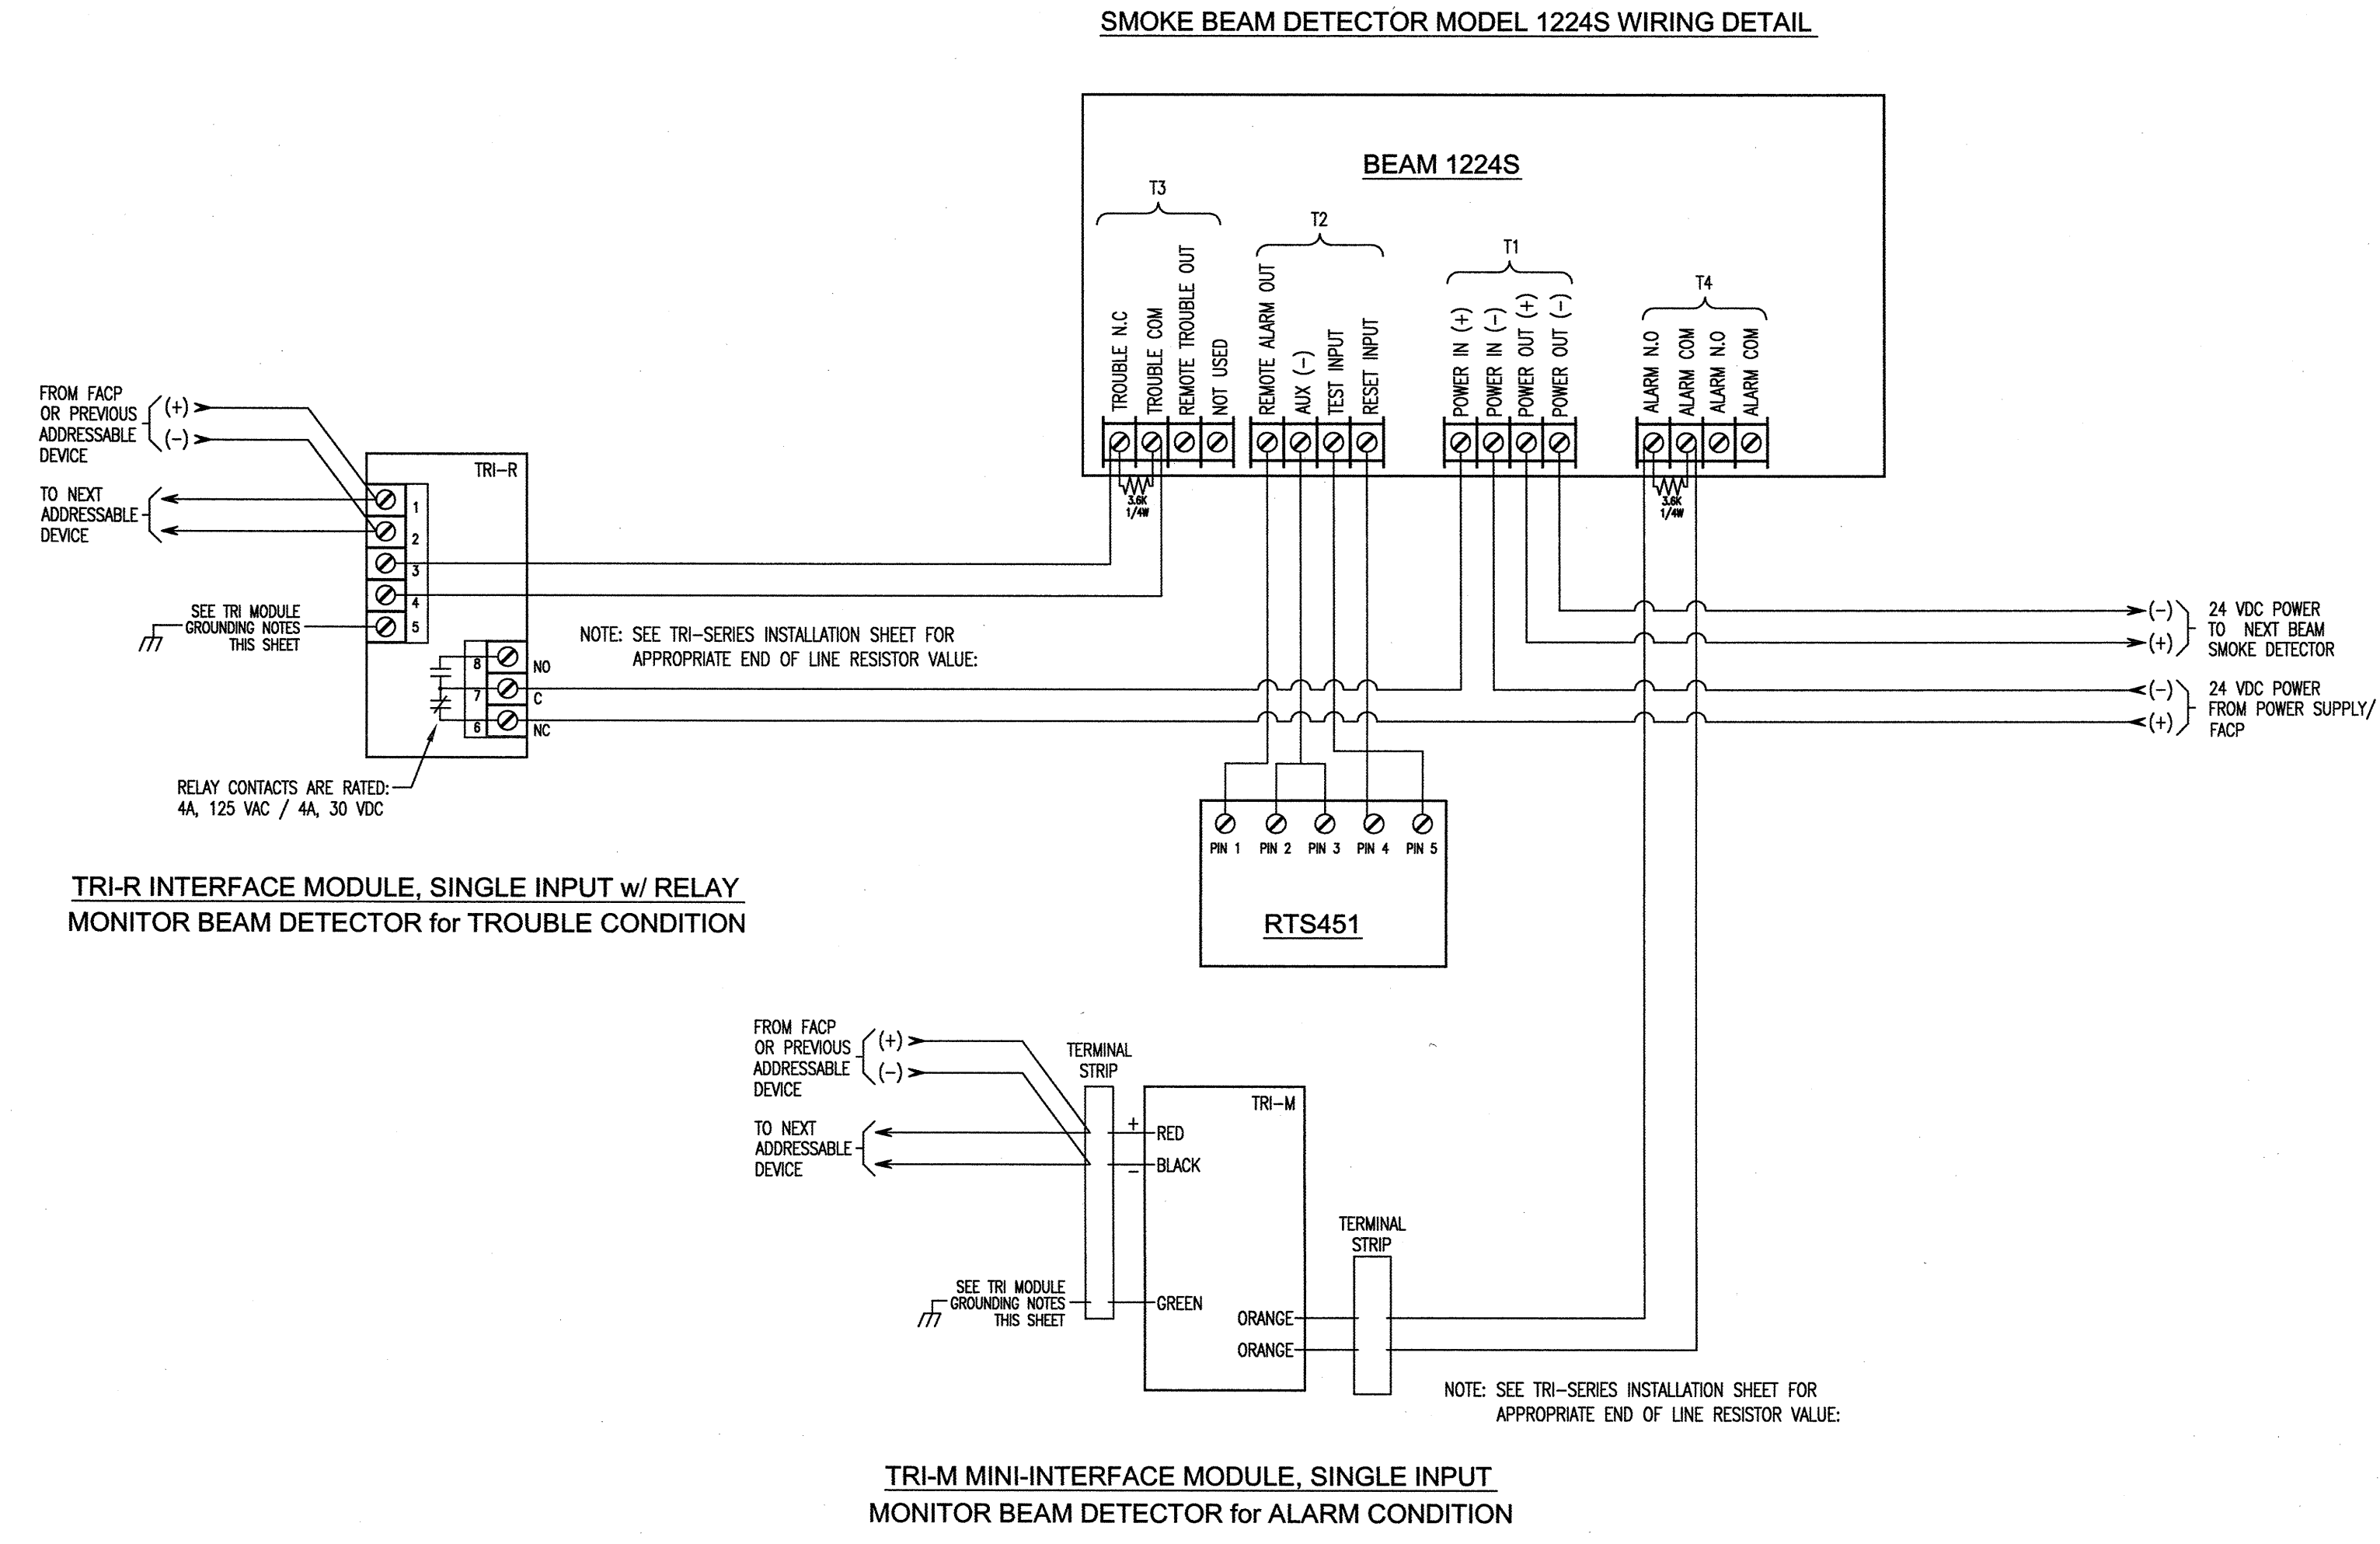 SMOKE BEAM DETECTOR MODEL 1224S WIRING DETAIL
BEAM 1224S
T3
T2
T1
T4
TROUBLE N.C
TROUBLE COM
REMOTE TROUBLE OUT
NOT USED
REMOTE ALARM OUT
AUX (-)
TEST INPUT
RESET INPUT
POWER IN (+)
POWER IN (-)
POWER OUT (+)
POWER OUT (-)
ALARM N.O
ALARM COM
ALARM N.O
ALARM COM
3.6K
1/4W
3.6K
1/4W
FROM FACP
OR PREVIOUS
ADDRESSABLE
DEVICE
(+)
(-)
TO NEXT
ADDRESSABLE
DEVICE
TRI-R
1
2
3
4
5
SEE TRI MODULE
GROUNDING NOTES
THIS SHEET
8
NO
7
C
6
NC
NOTE: SEE TRI-SERIES INSTALLATION SHEET FOR
APPROPRIATE END OF LINE RESISTOR VALUE:
RELAY CONTACTS ARE RATED:
4A, 125 VAC / 4A, 30 VDC
(-)
(+)
24 VDC POWER
TO NEXT BEAM
SMOKE DETECTOR
(-)
(+)
24 VDC POWER
FROM POWER SUPPLY/
FACP
PIN 1
PIN 2
PIN 3
PIN 4
PIN 5
RTS451
TRI-R INTERFACE MODULE, SINGLE INPUT w/ RELAY
MONITOR BEAM DETECTOR for TROUBLE CONDITION
FROM FACP
OR PREVIOUS
ADDRESSABLE
DEVICE
(+)
(-)
TO NEXT
ADDRESSABLE
DEVICE
TERMINAL
STRIP
TRI-M
+
RED
BLACK
-
SEE TRI MODULE
GROUNDING NOTES
THIS SHEET
GREEN
ORANGE
ORANGE
TERMINAL
STRIP
NOTE: SEE TRI-SERIES INSTALLATION SHEET FOR
APPROPRIATE END OF LINE RESISTOR VALUE:
TRI-M MINI-INTERFACE MODULE, SINGLE INPUT
MONITOR BEAM DETECTOR for ALARM CONDITION